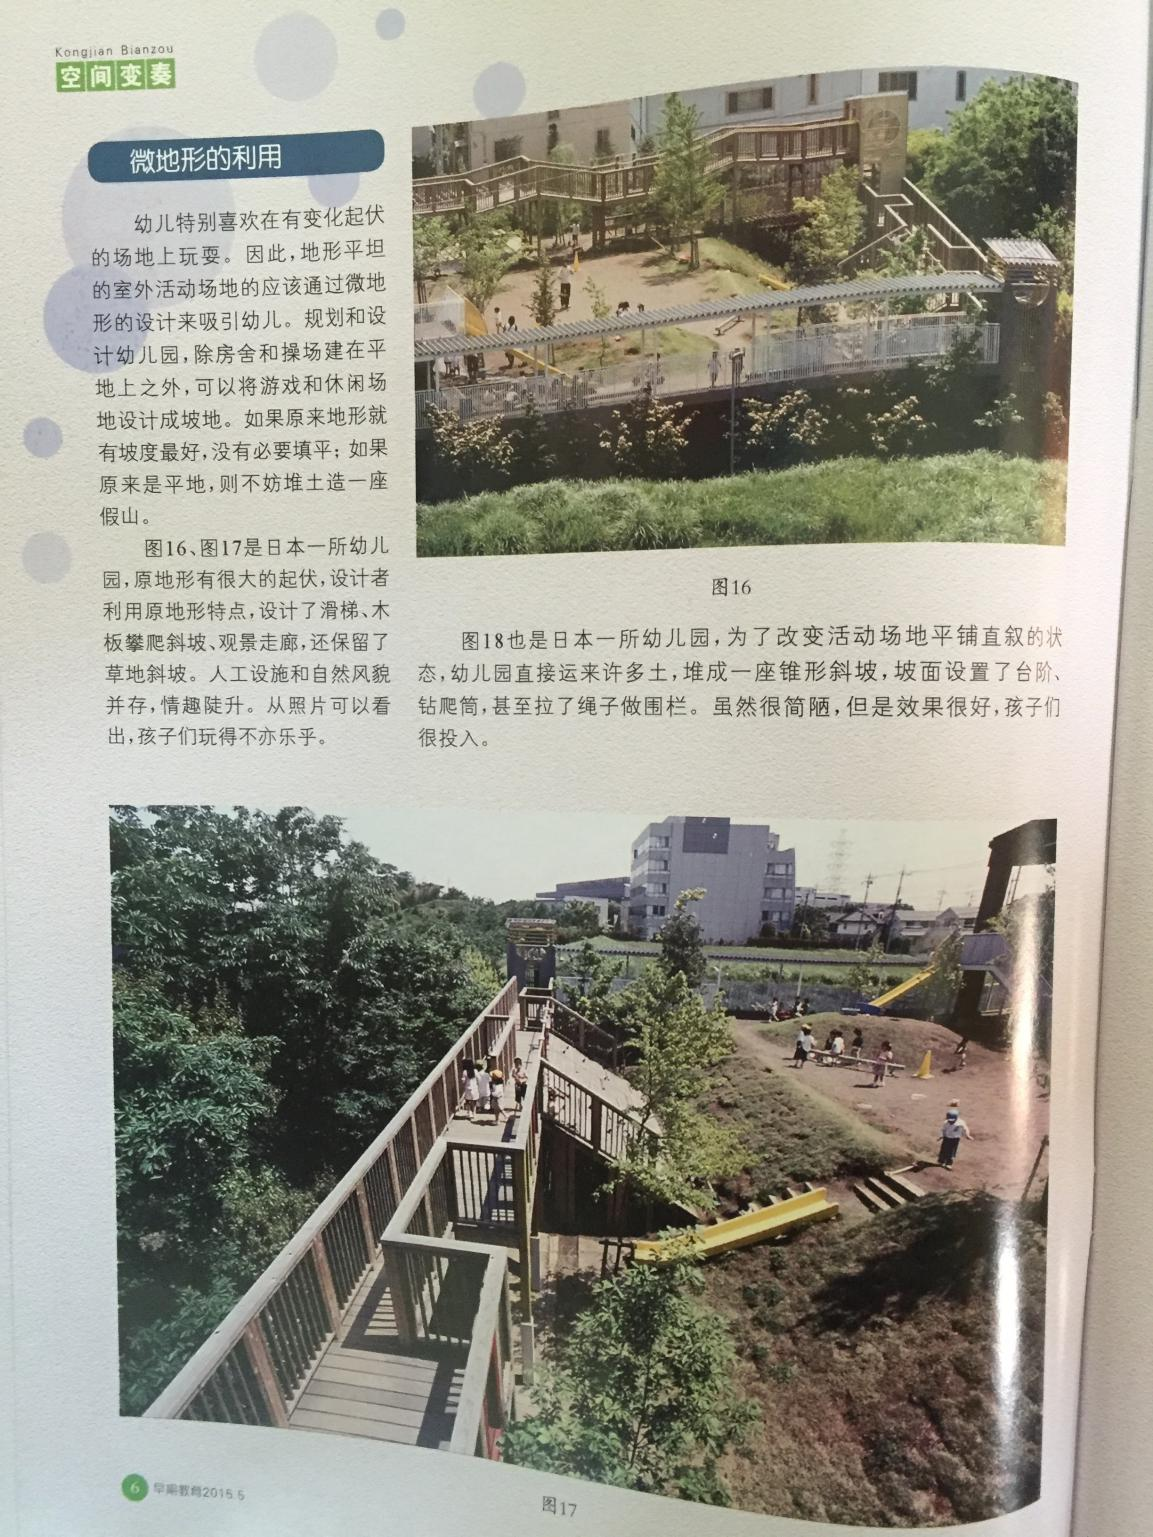 Kongjian Bianzou
空间变奏
微地形的利用
幼儿特别喜欢在有变化起伏
的场地上玩耍。因此,地形平坦
的室外活动场地的应该通过微地
形的设计来吸引幼儿。规划和设
计幼儿园,除房舍和操场建在平
地上之外,可以将游戏和休闲场
地设计成坡地。如果原来地形就
有坡度最好,没有必要填平;如果
原来是平地,则不妨堆土造一座
假山。
图16、图17是日本一所幼儿
园,原地形有很大的起伏,设计者
利用原地形特点,设计了滑梯、木
板攀爬斜坡、观景走廊,还保留了
草地斜坡。人工设施和自然风貌
并存,情趣陡升。从照片可以看
出,孩子们玩得不亦乐乎。
图16
图18也是日本一所幼儿园,为了改变活动场地平铺直叙的状
态,幼儿园直接运来许多土,堆成一座锥形斜坡,坡面设置了台阶、
钻爬筒,甚至拉了绳子做围栏。虽然很简陋,但是效果很好,孩子们
很投入。
图17
6 早期教育2015.5